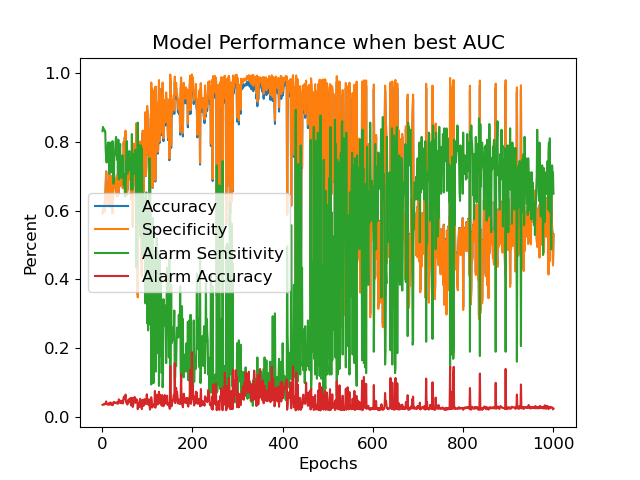 Model Performance when best AUC
Percent
1.0
0.8
0.6
0.4
0.2
0.0
Accuracy
Specificity
Alarm Sensitivity
Alarm Accuracy
0 200 400 600 800 1000
Epochs